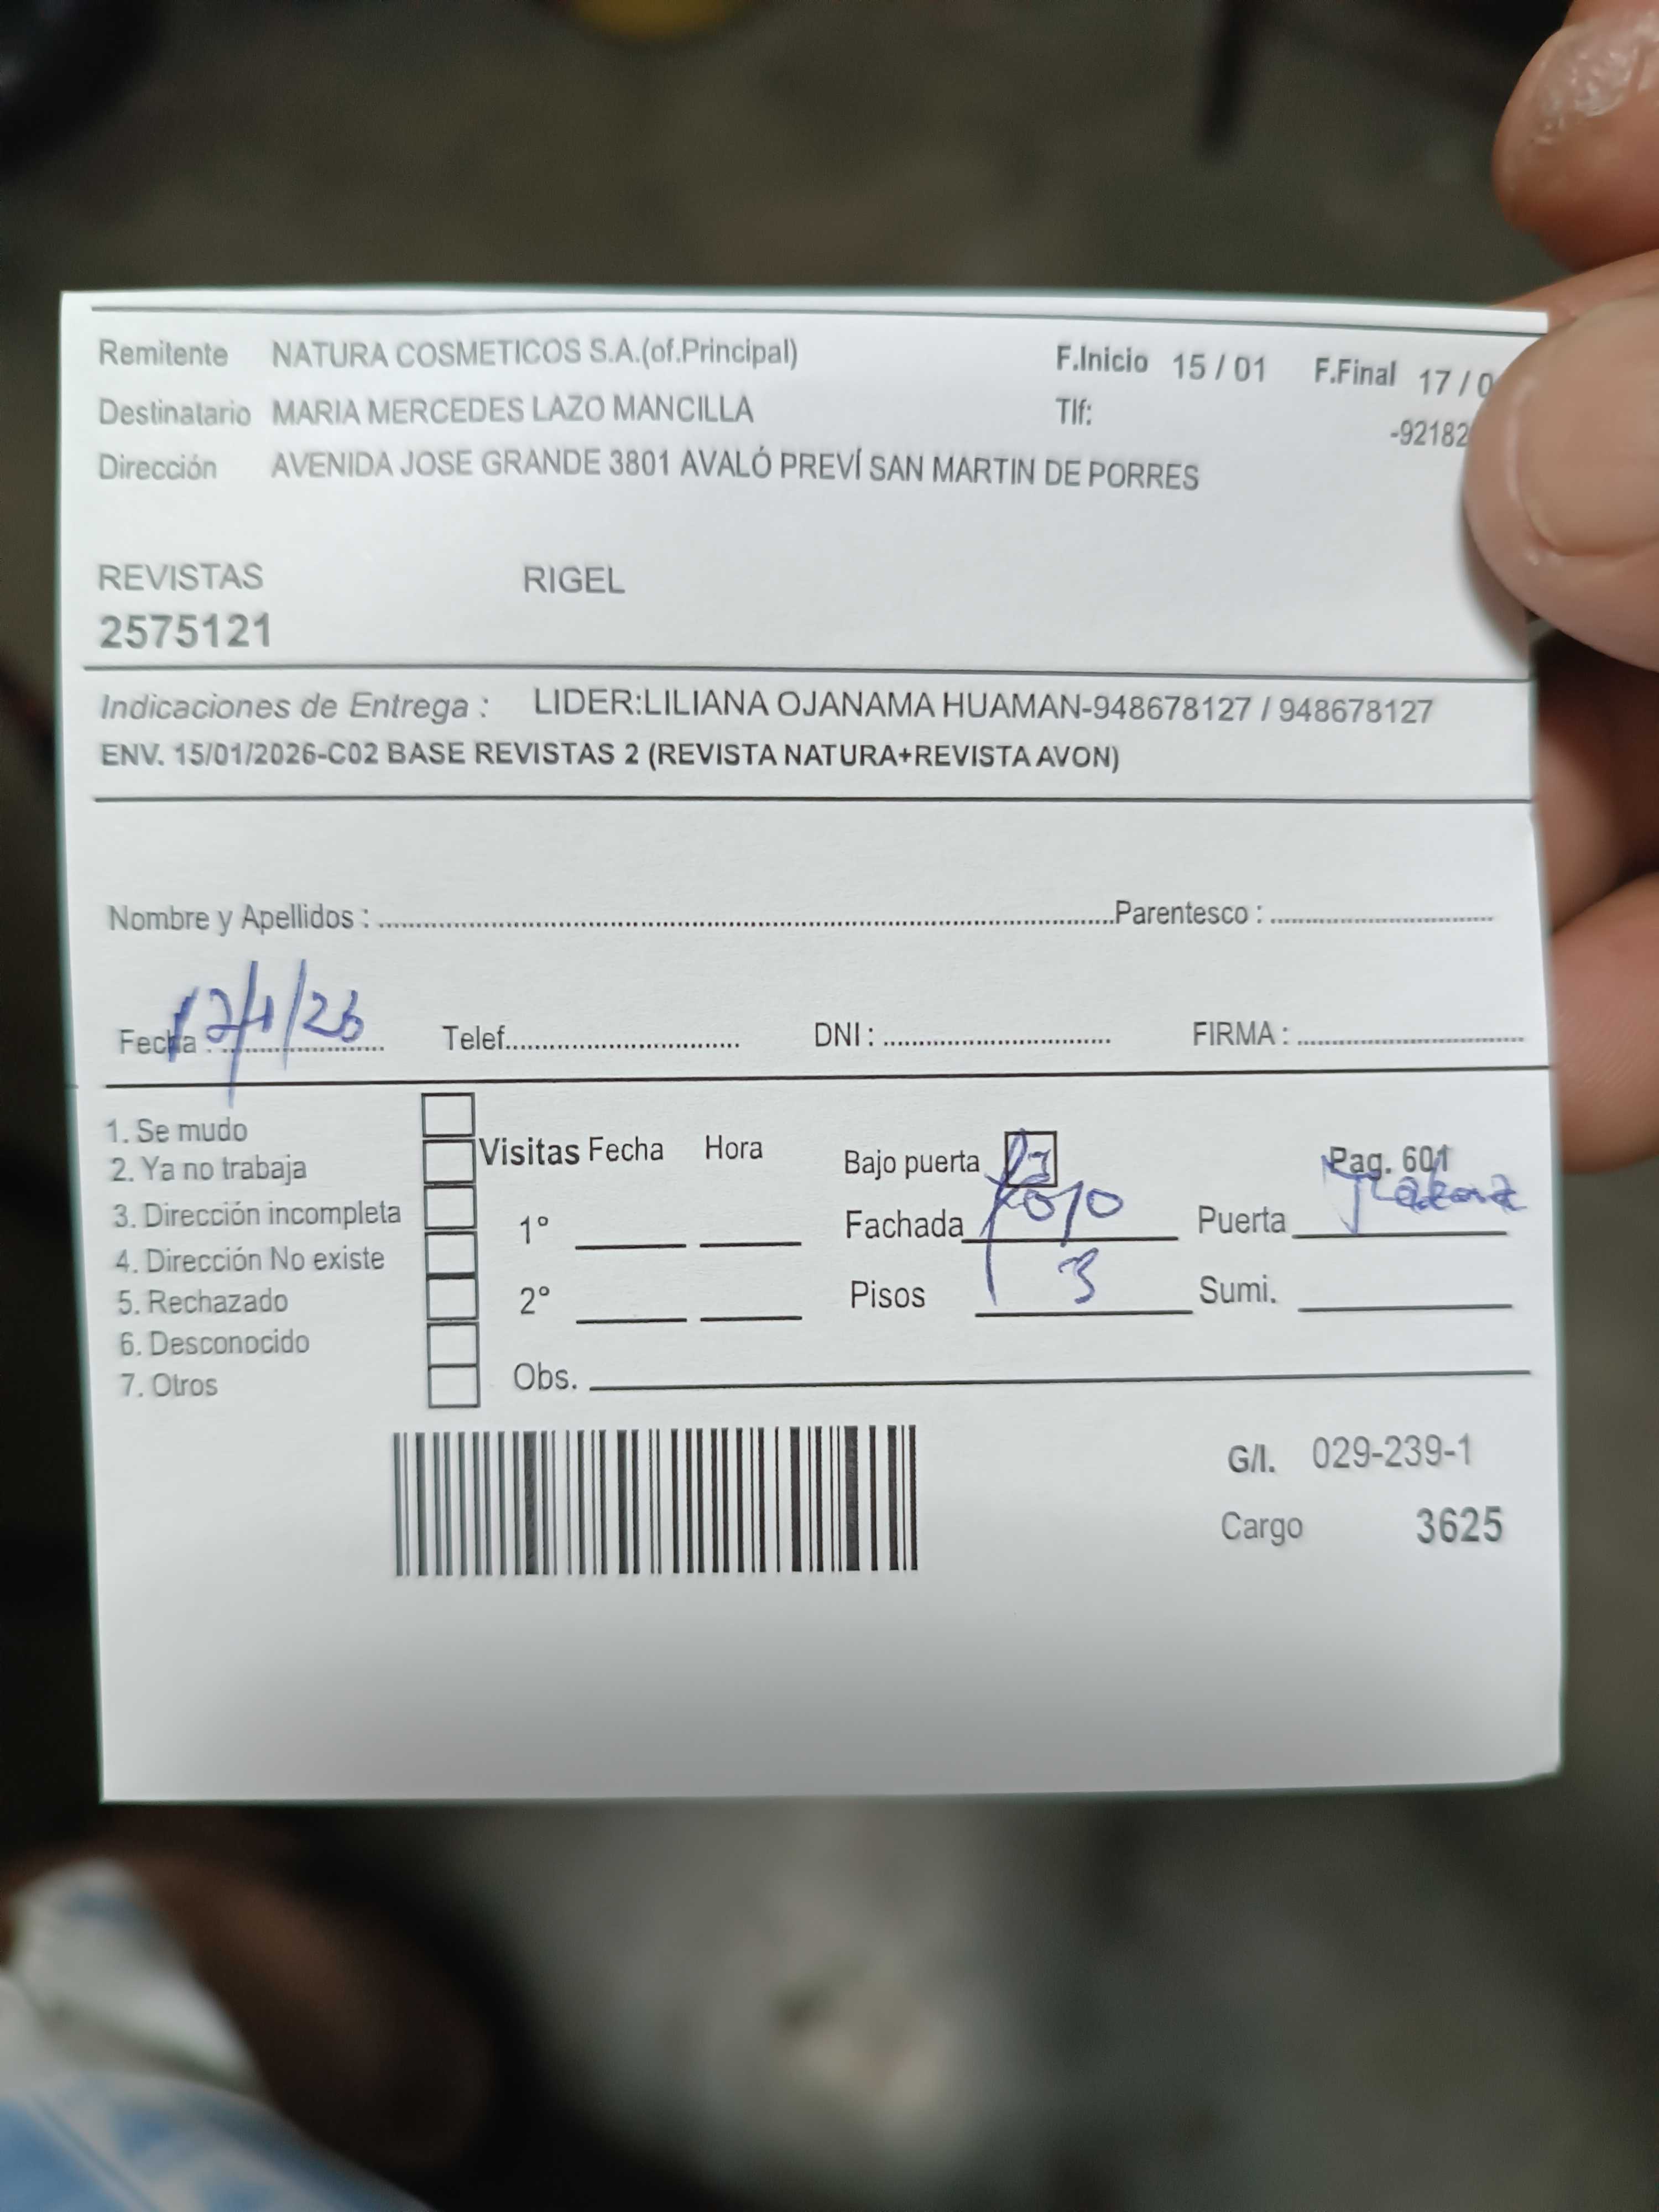 Remitente NATURA COSMETICOS S.A.(of.Principal) F.Inicio 15 / 01 F.Final 17 / 0
Destinatario MARIA MERCEDES LAZO MANCILLA Tlf: -92182
Dirección AVENIDA JOSE GRANDE 3801 AVALÓ PREVÍ SAN MARTIN DE PORRES
REVISTAS RIGEL
2575121
Indicaciones de Entrega : LIDER:LILIANA OJANAMA HUAMAN-948678127 / 948678127
ENV. 15/01/2026-C02 BASE REVISTAS 2 (REVISTA NATURA+REVISTA AVON)
Nombre y Apellidos : Parentesco :
Fecha : /1/26 Telef. DNI : FIRMA :
1. Se mudo
2. Ya no trabaja
3. Dirección incompleta
4. Dirección No existe
5. Rechazado
6. Desconocido
7. Otros
Visitas Fecha Hora
1°
2°
Obs.
Bajo puerta Pag. 601
Fachada rojo Puerta
Pisos 3 Sumi.
G/I. 029-239-1
Cargo 3625